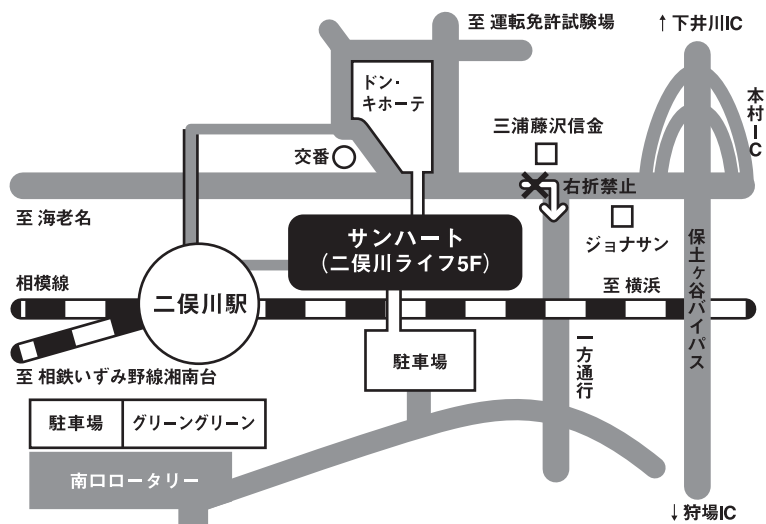 至 運転免許試験場
↑下井川IC
ドン・
キホーテ
本村IC
三浦藤沢信金
交番
右折禁止
至 海老名
ジョナサン
サンハート
(二俣川ライフ5F)
保土ヶ谷バイパス
相模線
二俣川駅
至 横浜
駐車場
一方通行
至 相鉄いずみ野線湘南台
駐車場
グリーングリーン
南口ロータリー
↓狩場IC